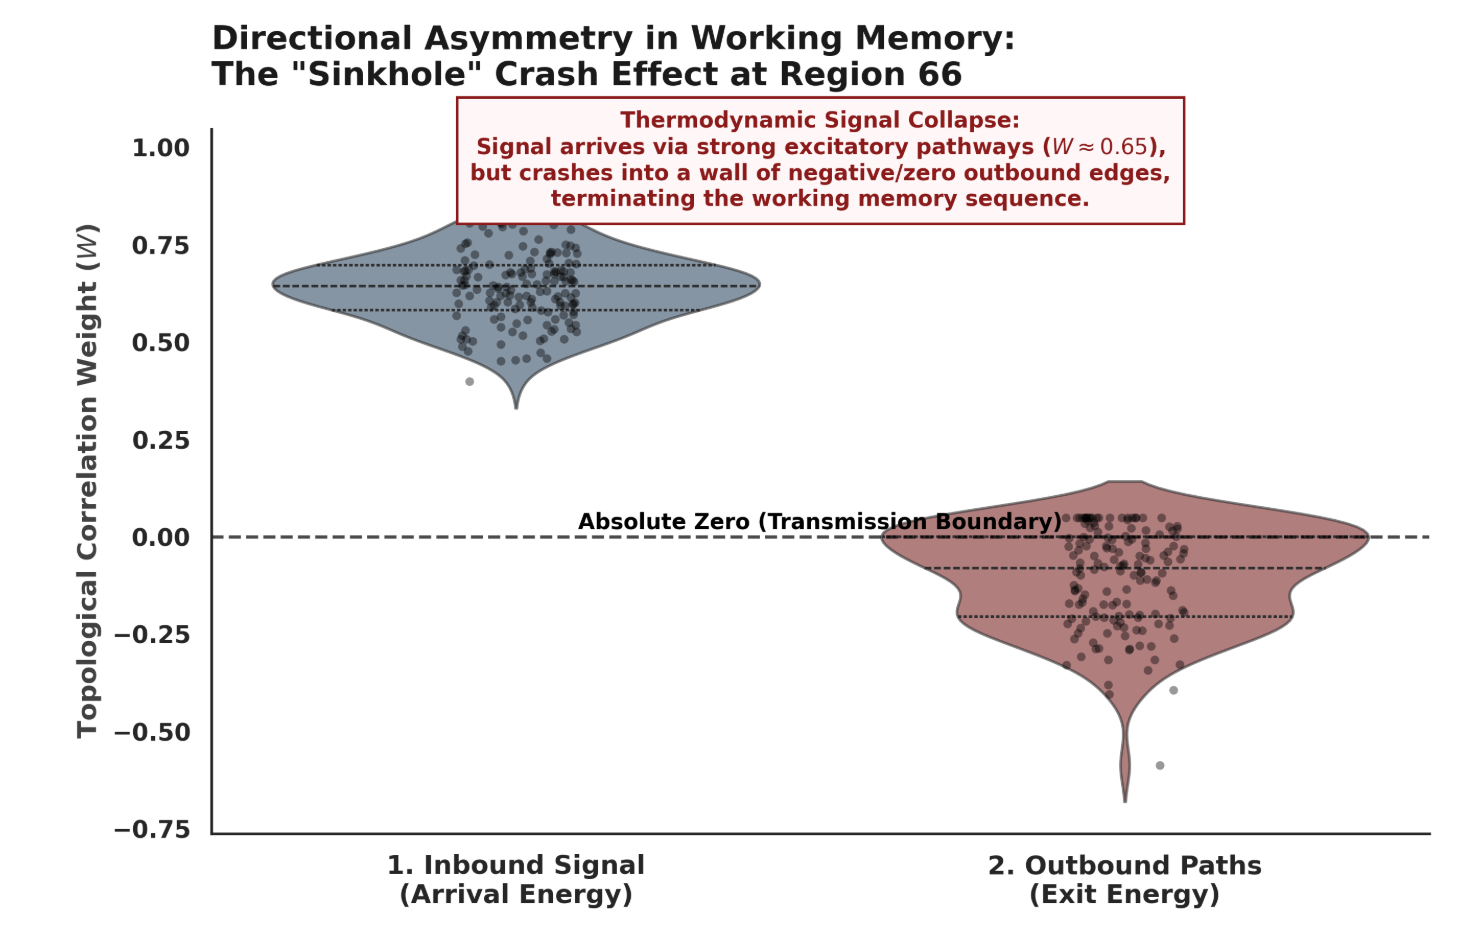 Directional Asymmetry in Working Memory:
The "Sinkhole" Crash Effect at Region 66
Thermodynamic Signal Collapse:
Signal arrives via strong excitatory pathways (W ≈ 0.65),
but crashes into a wall of negative/zero outbound edges,
terminating the working memory sequence.
Topological Correlation Weight (W)
1.00
0.75
0.50
0.25
0.00
−0.25
−0.50
−0.75
Absolute Zero (Transmission Boundary)
1. Inbound Signal
(Arrival Energy)
2. Outbound Paths
(Exit Energy)